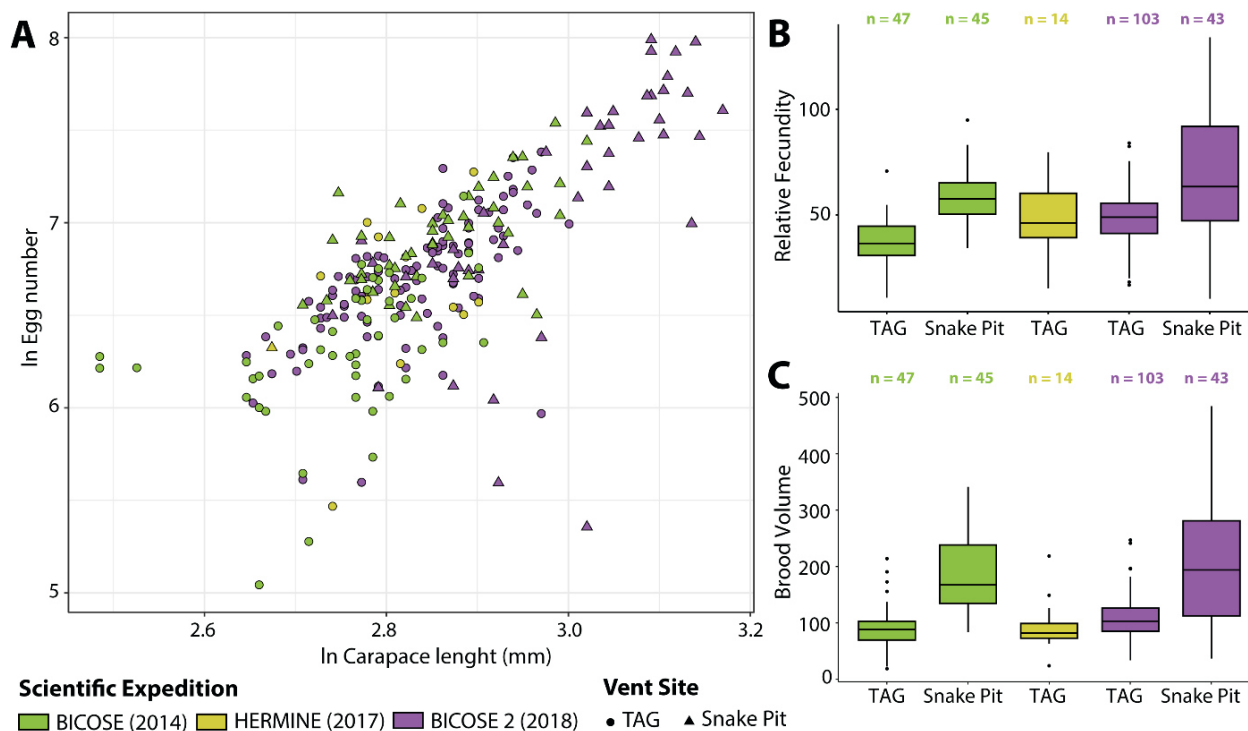 A
8
7
6
5
ln Egg number
2.6
2.8
3.0
3.2
ln Carapace lenght (mm)
B
n = 47
n = 45
n = 14
n = 103
n = 43
100
50
Relative Fecundity
TAG
Snake Pit
TAG
TAG
Snake Pit
C
n = 47
n = 45
n = 14
n = 103
n = 43
500
400
300
200
100
0
Brood Volume
TAG
Snake Pit
TAG
TAG
Snake Pit
Scientific Expedition
BICOSE (2014)
HERMINE (2017)
BICOSE 2 (2018)
Vent Site
TAG
Snake Pit